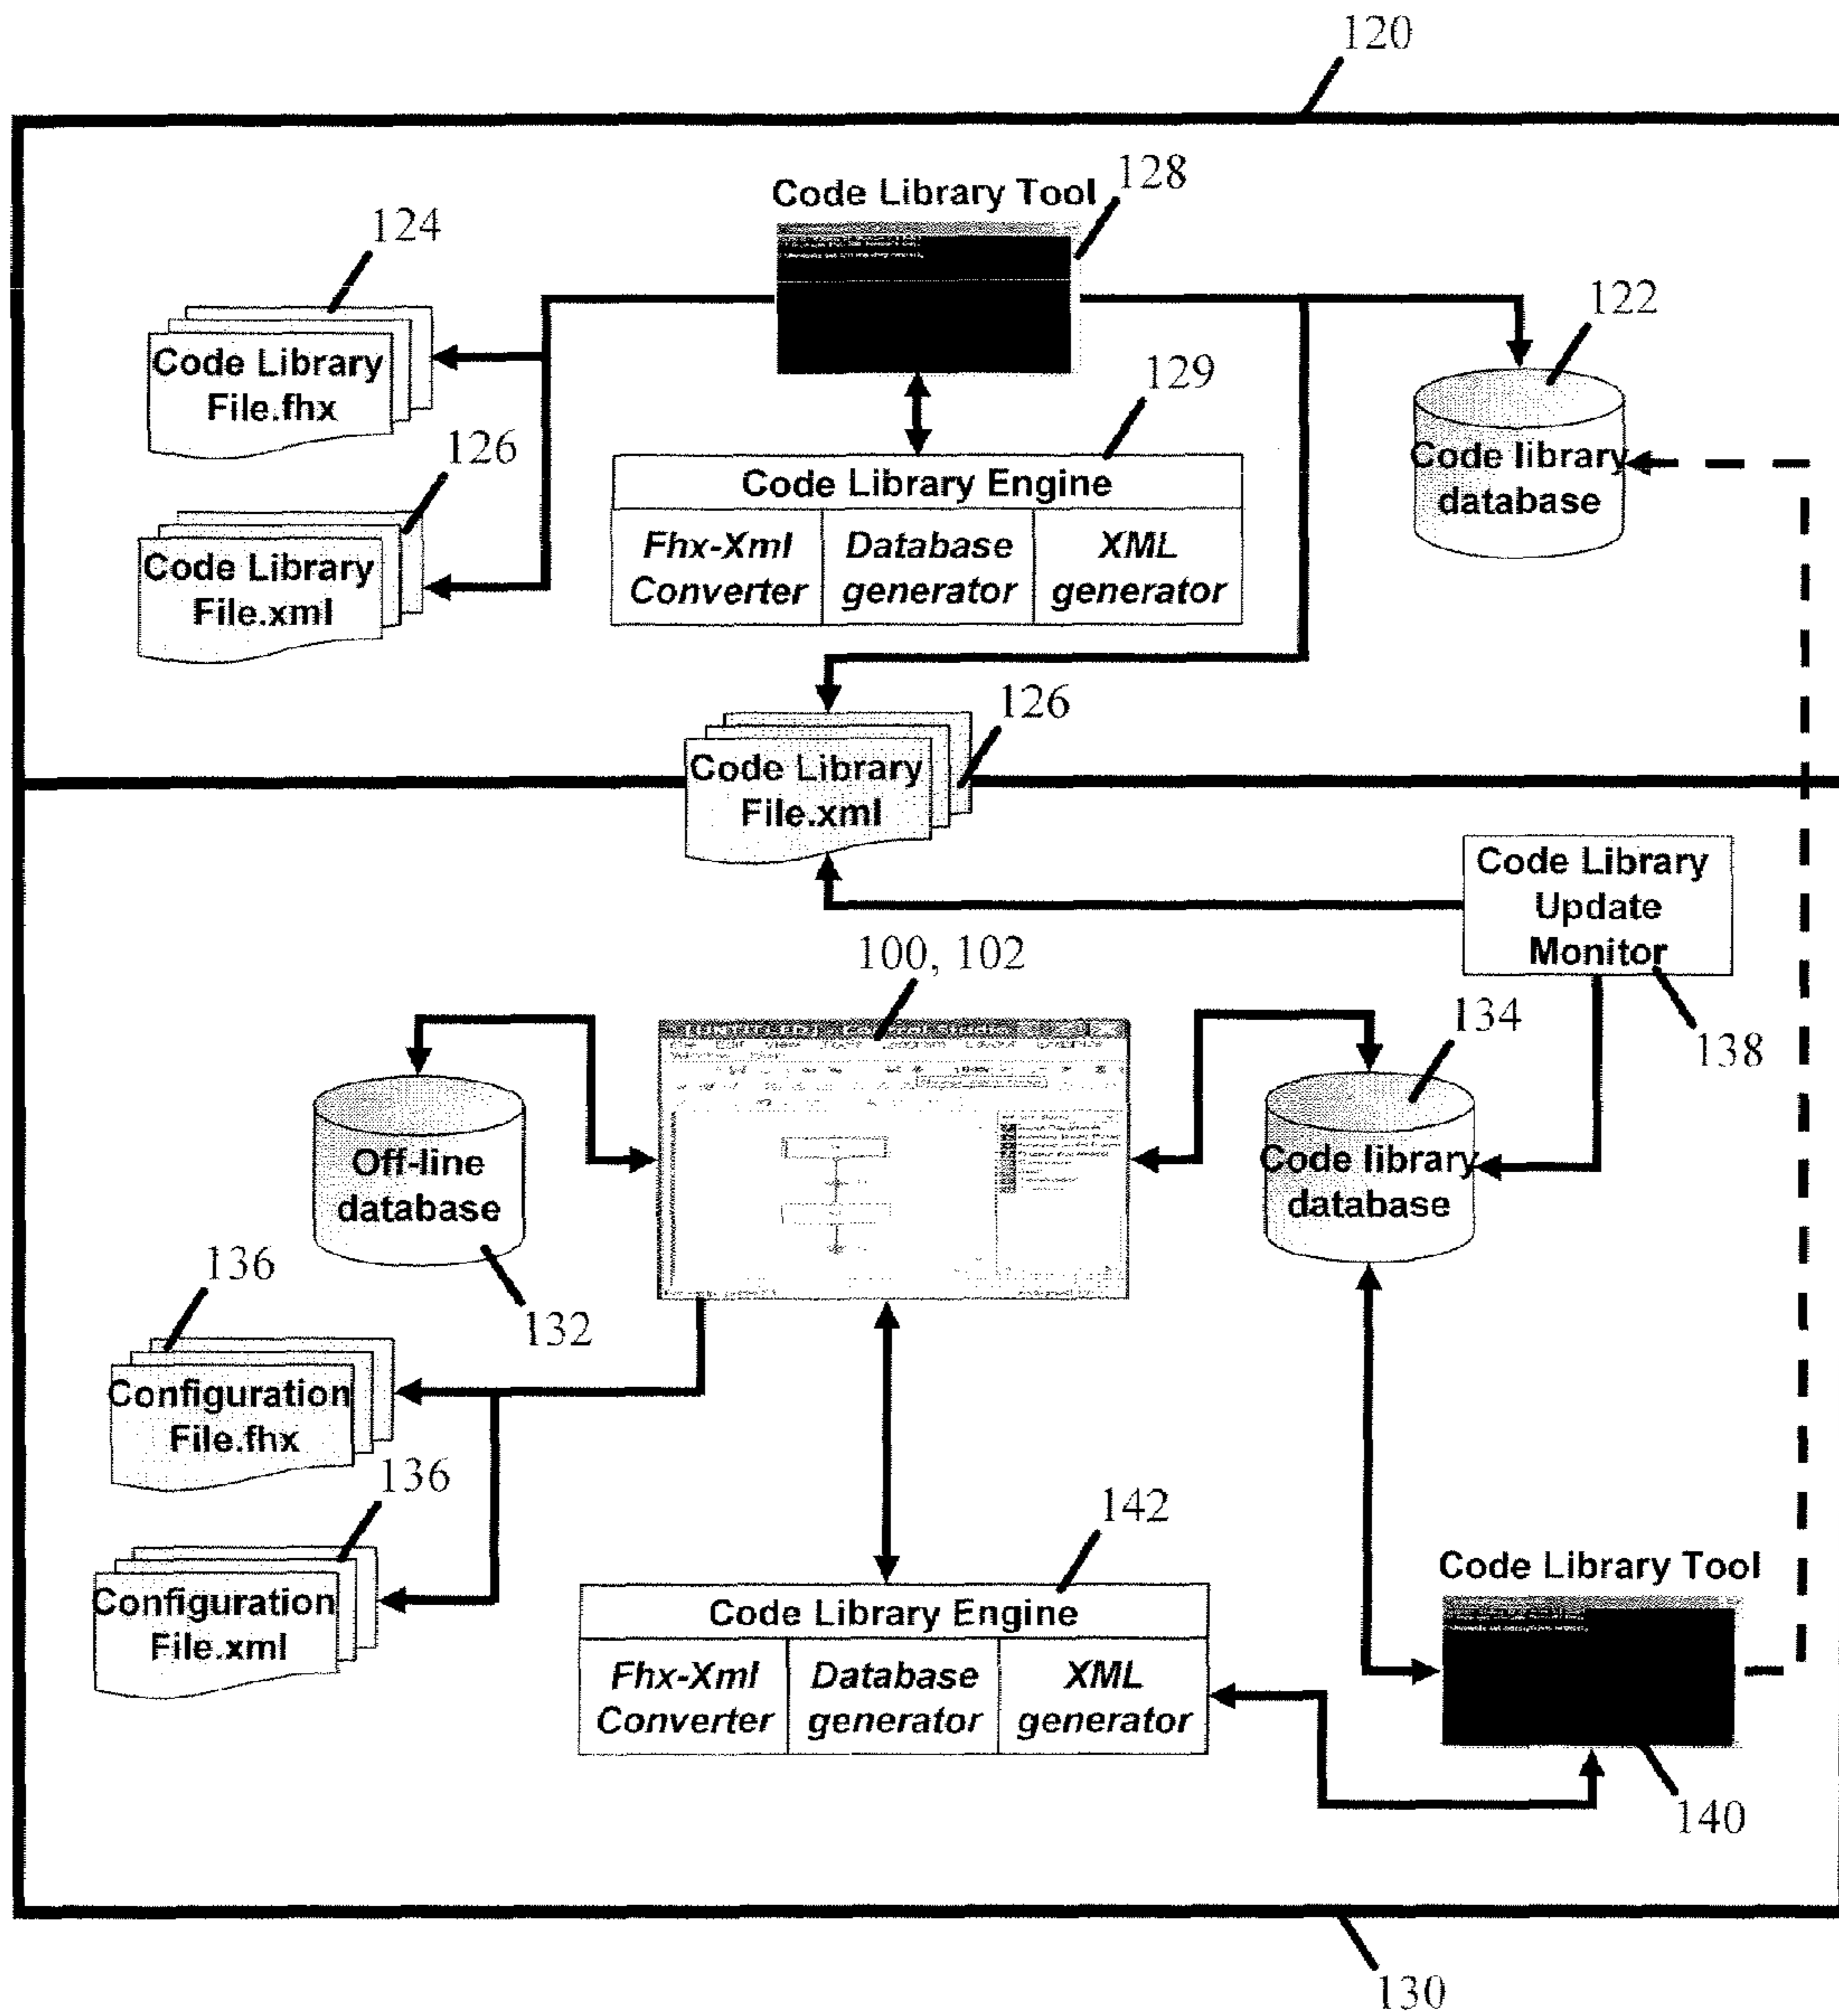 120
Code Library Tool
128
124
Code Library
File.fhx
122
129
Code library
database
126
Code Library Engine
Fhx-Xml
Converter
Database
generator
XML
generator
Code Library
File.xml
126
Code Library
File.xml
Code Library
Update
Monitor
100, 102
134
138
Off-line
database
Code library
database
136
132
Configuration
File.fhx
136
142
Code Library Tool
Configuration
File.xml
Code Library Engine
Fhx-Xml
Converter
Database
generator
XML
generator
140
130